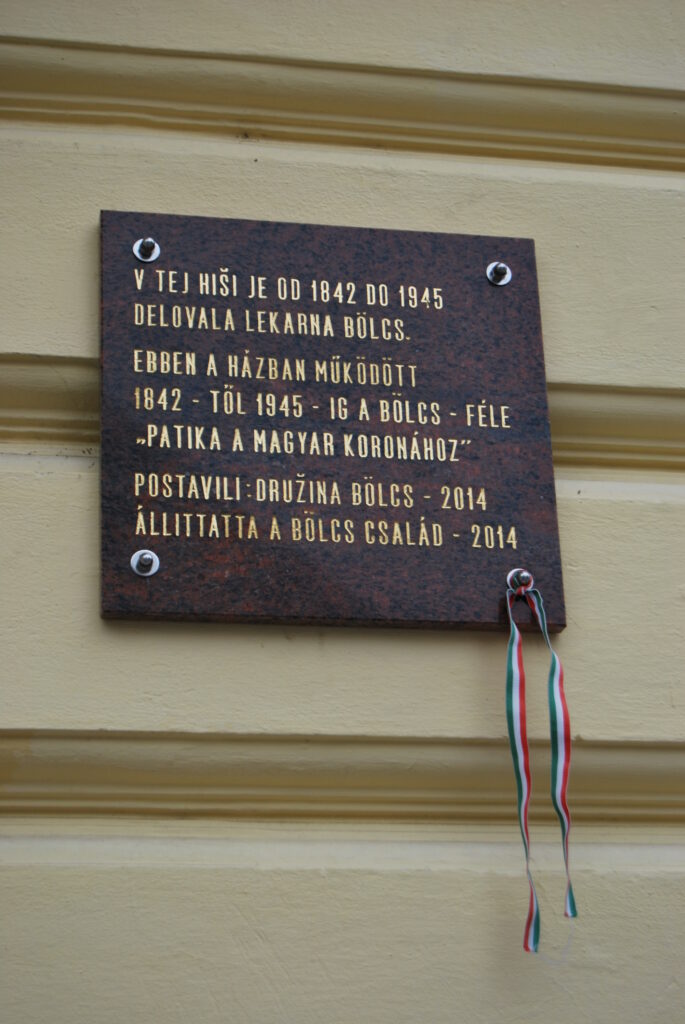 V TEJ HIŠI JE OD 1842 DO 1945
DELOVALA LEKARNA BÖLCS.
EBBEN A HÁZBAN MŰKÖDÖTT
1842 - TŐL 1945 - IG A BÖLCS - FÉLE
„PATIKA A MAGYAR KORONÁHOZ”
POSTAVILI: DRUŽINA BÖLCS - 2014
ÁLLITTATTA A BÖLCS CSALÁD - 2014